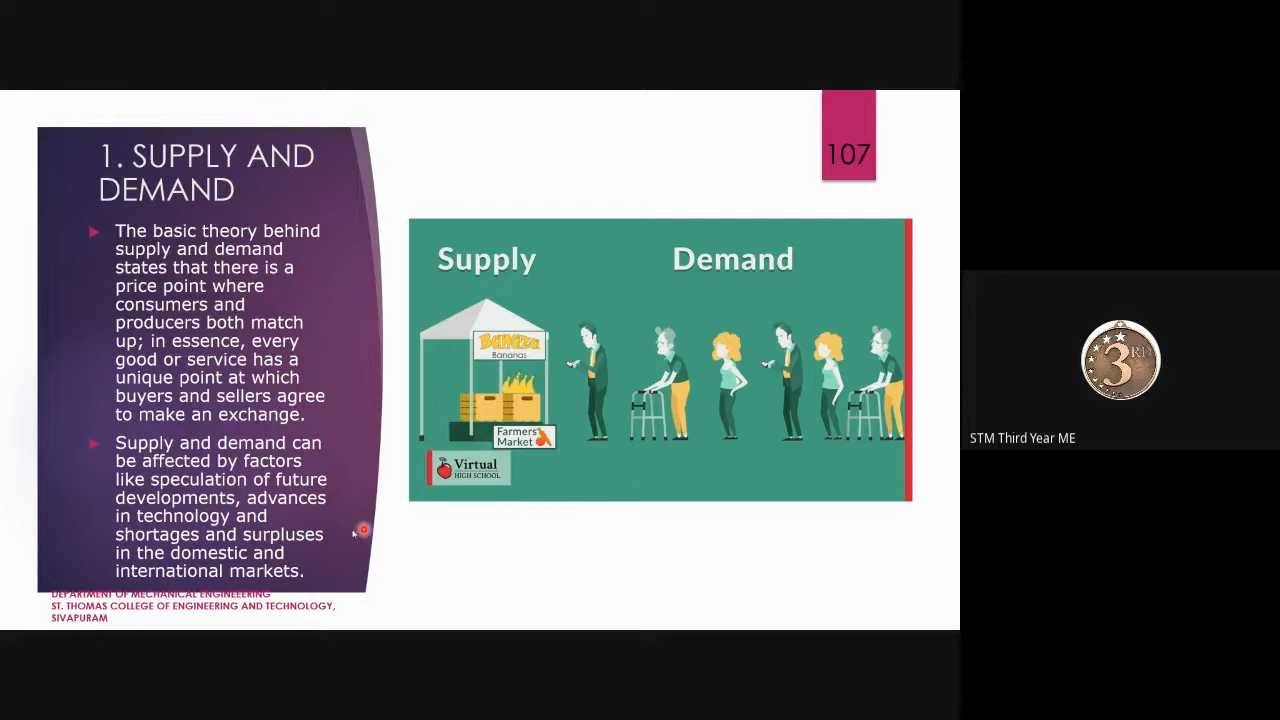 1. SUPPLY AND
DEMAND
The basic theory behind
supply and demand
states that there is a
price point where
consumers and
producers both match
up; in essence, every
good or service has a
unique point at which
buyers and sellers agree
to make an exchange.
Supply and demand can
be affected by factors
like speculation of future
developments, advances
in technology and
shortages and surpluses
in the domestic and
international markets.
DEPARTMENT OF MECHANICAL ENGINEEERING
ST. THOMAS COLLEGE OF ENGINEERING AND TECHNOLOGY,
SIVAPURAM
107
Supply
Demand
Bananas
Farmers
Market
Virtual
HIGH SCHOOL
3RD
STM Third Year ME